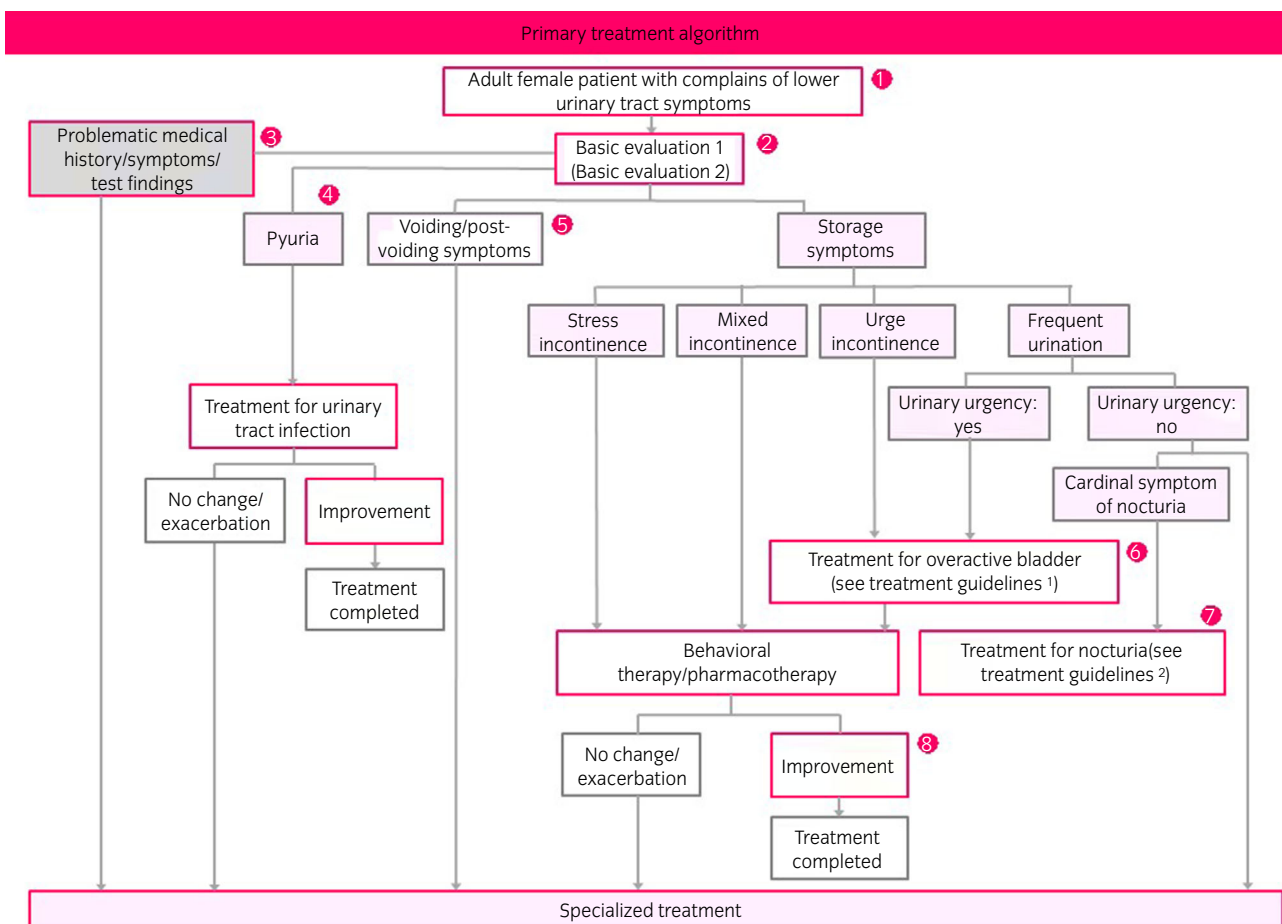 Primary treatment algorithm
Adult female patient with complains of lower
urinary tract symptoms
1
Problematic medical
history/symptoms/
test findings
3
Basic evaluation 1
(Basic evaluation 2)
2
4
Pyuria
Voiding/post-
voiding symptoms
5
Storage
symptoms
Stress
incontinence
Mixed
incontinence
Urge
incontinence
Frequent
urination
Urinary urgency:
yes
Urinary urgency:
no
Treatment for urinary
tract infection
No change/
exacerbation
Improvement
Cardinal symptom
of nocturia
Treatment
completed
Treatment for overactive bladder
(see treatment guidelines ¹)
6
7
Behavioral
therapy/pharmacotherapy
Treatment for nocturia(see
treatment guidelines ²)
No change/
exacerbation
Improvement
8
Treatment
completed
Specialized treatment